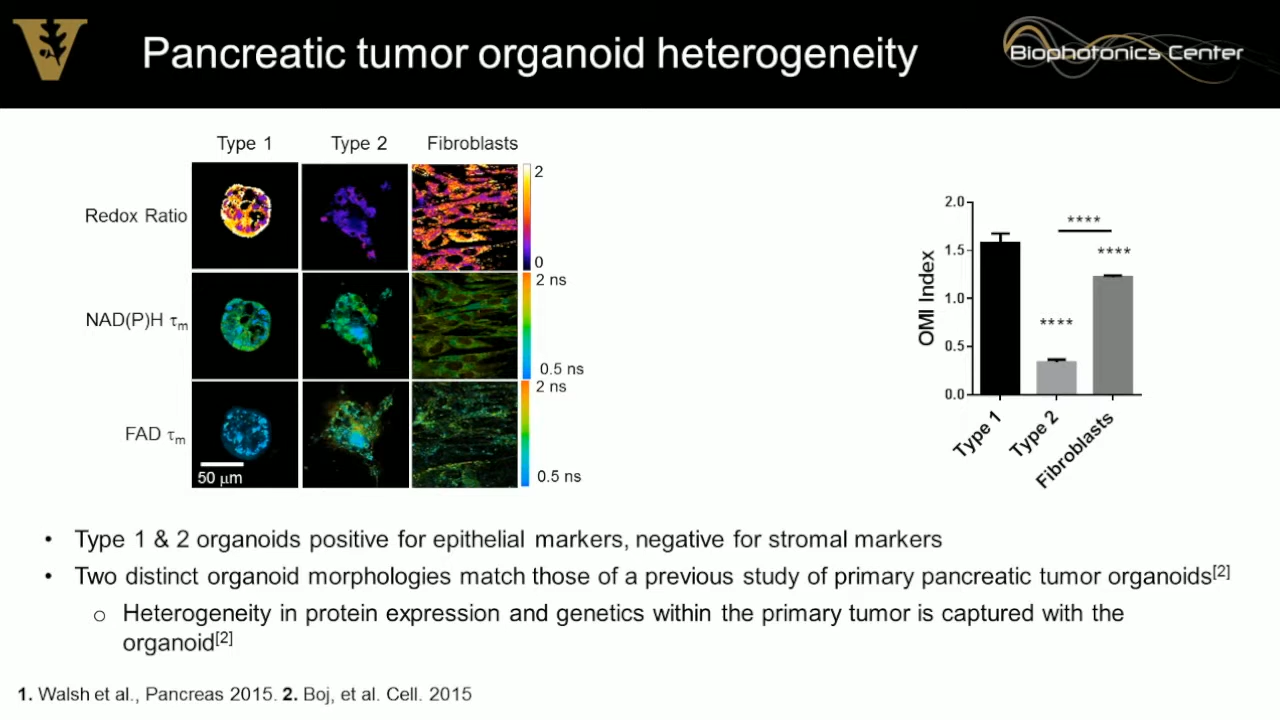 Pancreatic tumor organoid heterogeneity
Biophotonics Center
Type 1 Type 2 Fibroblasts
Redox Ratio
2
0
NAD(P)H τm
2 ns
0.5 ns
FAD τm
2 ns
0.5 ns
50 μm
OMI Index
2.0
1.5
1.0
0.5
0.0
****
****
****
Type 1
Type 2
Fibroblasts
• Type 1 & 2 organoids positive for epithelial markers, negative for stromal markers
• Two distinct organoid morphologies match those of a previous study of primary pancreatic tumor organoids[2]
o Heterogeneity in protein expression and genetics within the primary tumor is captured with the
organoid[2]
1. Walsh et al., Pancreas 2015. 2. Boj, et al. Cell. 2015